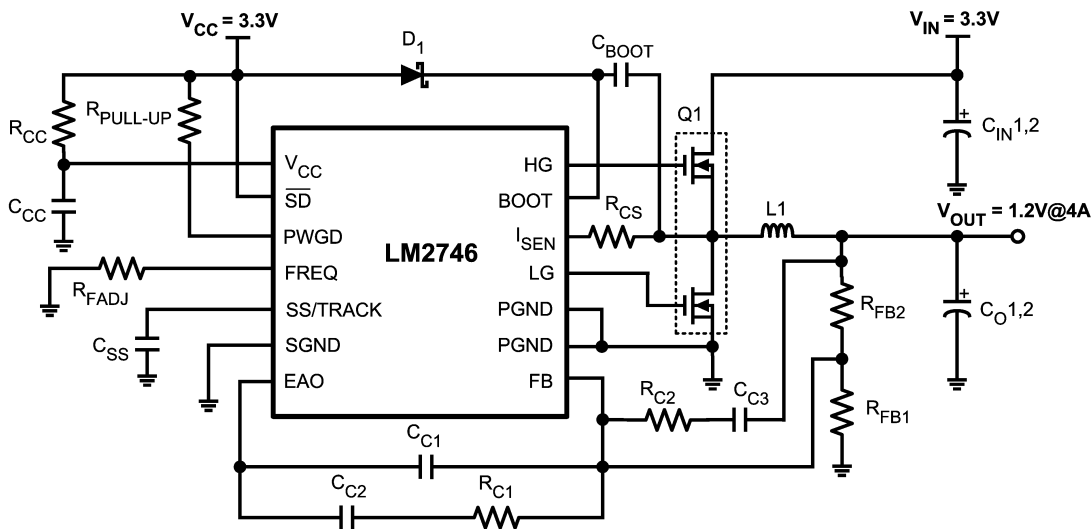 VCC = 3.3V
VIN = 3.3V
D1
CBOOT
RPULL-UP
RCC
Q1
CIN1,2
+
VCC
HG
CCC
SD
BOOT
RCS
L1
VOUT = 1.2V@4A
PWGD
ISEN
LM2746
FREQ
LG
RFADJ
+
SS/TRACK
PGND
RFB2
CO1,2
CSS
SGND
PGND
EAO
FB
RC2
CC3
RFB1
CC1
CC2
RC1